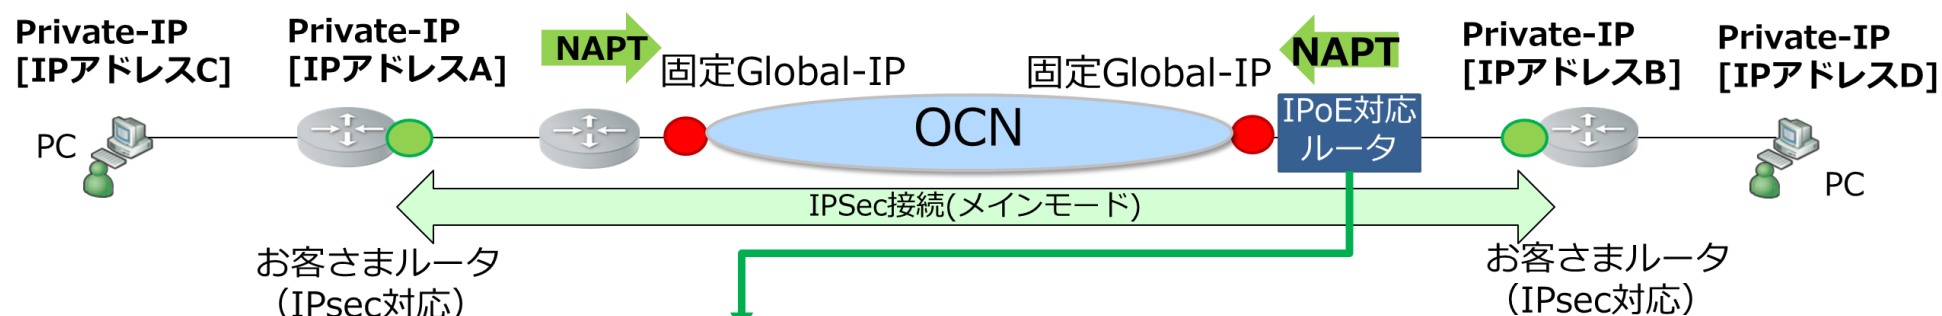 Private-IP
[IPアドレスC]
Private-IP
[IPアドレスA]
NAPT
固定Global-IP
固定Global-IP
NAPT
Private-IP
[IPアドレスB]
Private-IP
[IPアドレスD]
PC
OCN
IPoE対応
ルータ
PC
IPSec接続(メインモード)
お客さまルータ
（IPsec対応）
お客さまルータ
（IPsec対応）